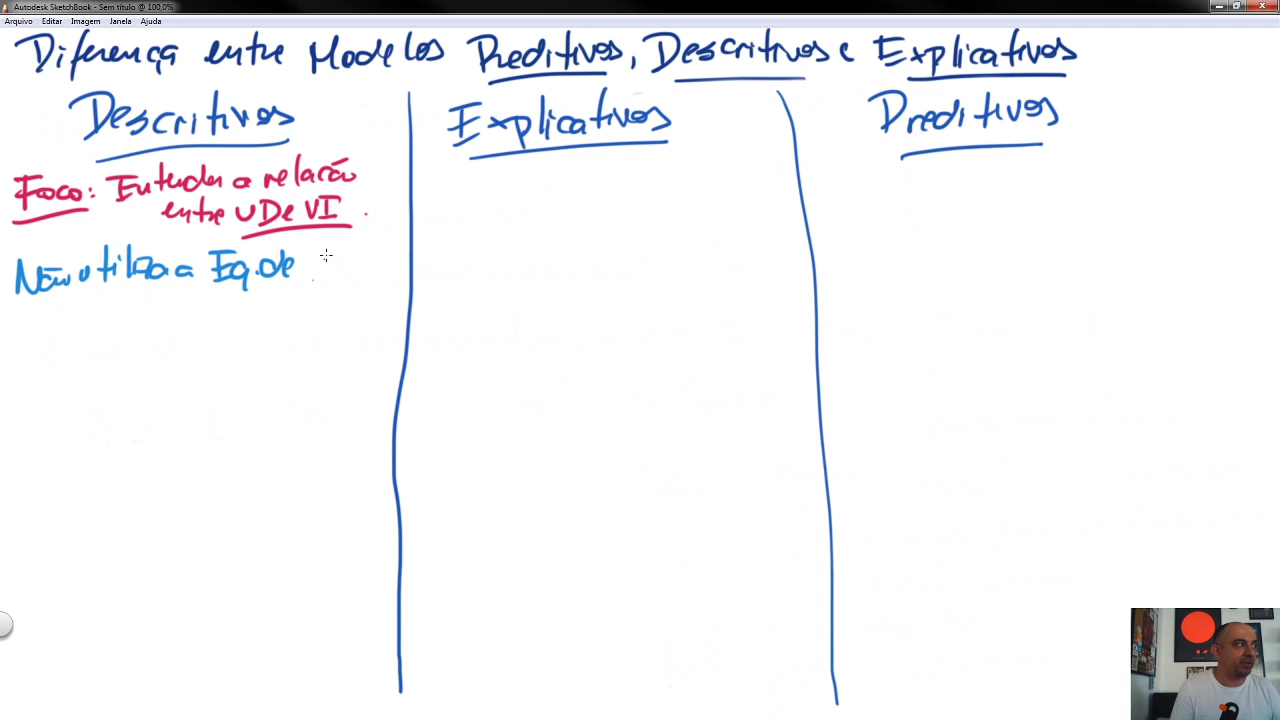 Autodesk SketchBook - Sem título @ 100,0%
Arquivo Editar Imagem Janela Ajuda
Diferença entre Modelos Preditivos, Descritivos e Explicativos
Descritivos
Explicativos
Preditivos
Foco: Entender a relação
entre VD e VI.
Não utiliza a Eq. de